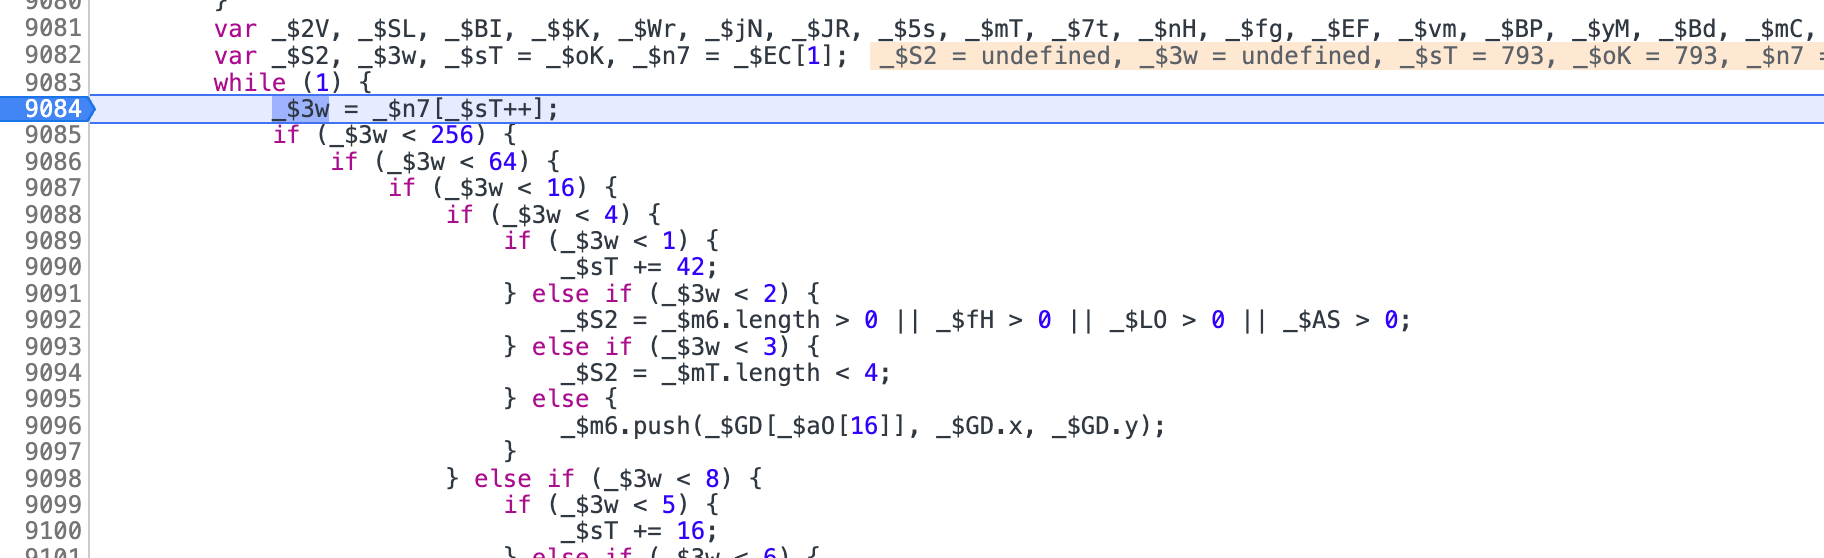 9080 }
9081 var _$2V, _$SL, _$BI, _$$K, _$Wr, _$jN, _$JR, _$5s, _$mT, _$7t, _$nH, _$fg, _$EF, _$vm, _$BP, _$yM, _$Bd, _$mC,
9082 var _$S2, _$3w, _$sT = _$oK, _$n7 = _$EC[1]; _$S2 = undefined, _$3w = undefined, _$sT = 793, _$oK = 793, _$n7 =
9083 while (1) {
9084 _$3w = _$n7[_$sT++];
9085 if (_$3w < 256) {
9086 if (_$3w < 64) {
9087 if (_$3w < 16) {
9088 if (_$3w < 4) {
9089 if (_$3w < 1) {
9090 _$sT += 42;
9091 } else if (_$3w < 2) {
9092 _$S2 = _$m6.length > 0 || _$fH > 0 || _$LO > 0 || _$AS > 0;
9093 } else if (_$3w < 3) {
9094 _$S2 = _$mT.length < 4;
9095 } else {
9096 _$m6.push(_$GD[_$aO[16]], _$GD.x, _$GD.y);
9097 }
9098 } else if (_$3w < 8) {
9099 if (_$3w < 5) {
9100 _$sT += 16;
9101 } else if (_$3w < 6) {